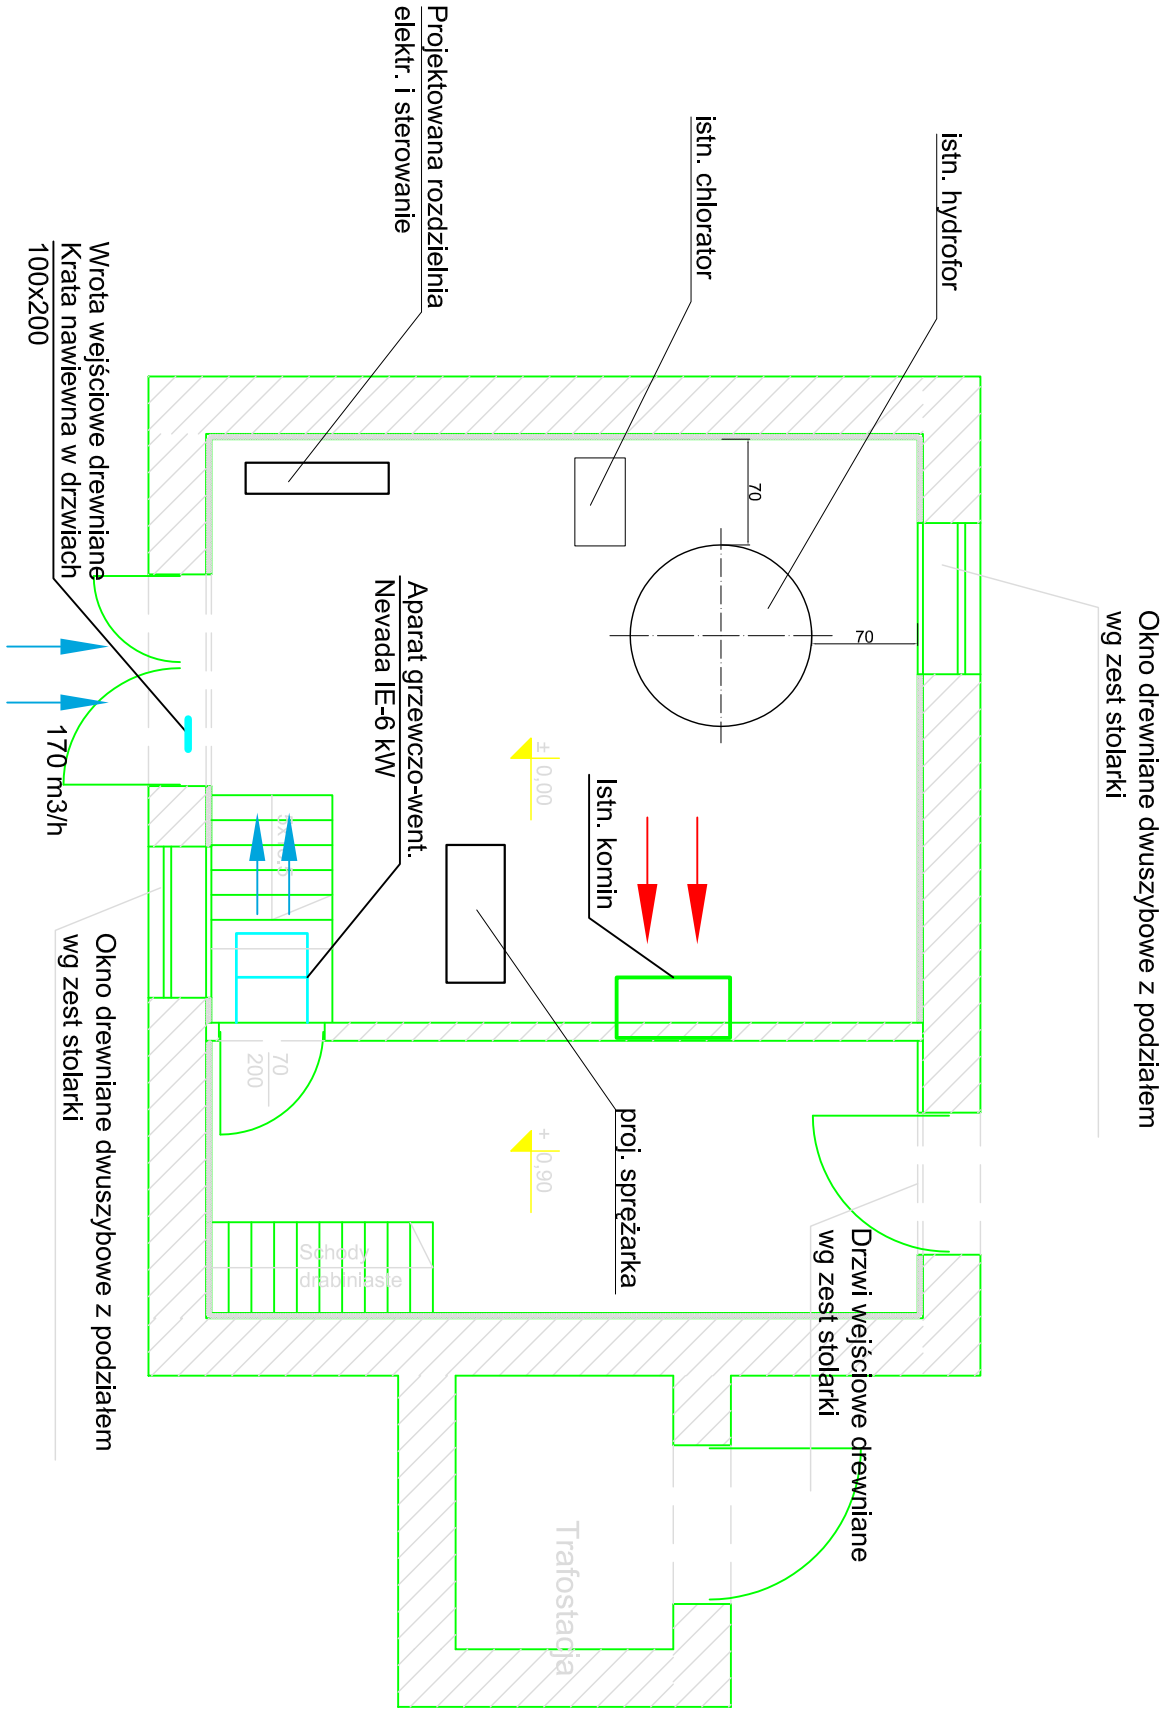 Projektowana rozdzielnia
elektr. i sterowanie
istn. chlorator
istn. hydrofor
Wrota wejściowe drewniane
Krata nawiewna w drzwiach
100x200
170 m3/h
Aparat grzewczo-went.
Nevada IE-6 kW
Istn. komin
proj. sprężarka
70
70
± 0,00
+ 0,90
70
200
Okno drewniane dwuszybowe z podziałem
wg zest stolarki
Okno drewniane dwuszybowe z podziałem
wg zest stolarki
Drzwi wejściowe drewniane
wg zest stolarki
Schody
drabiniaste
Trafostacja